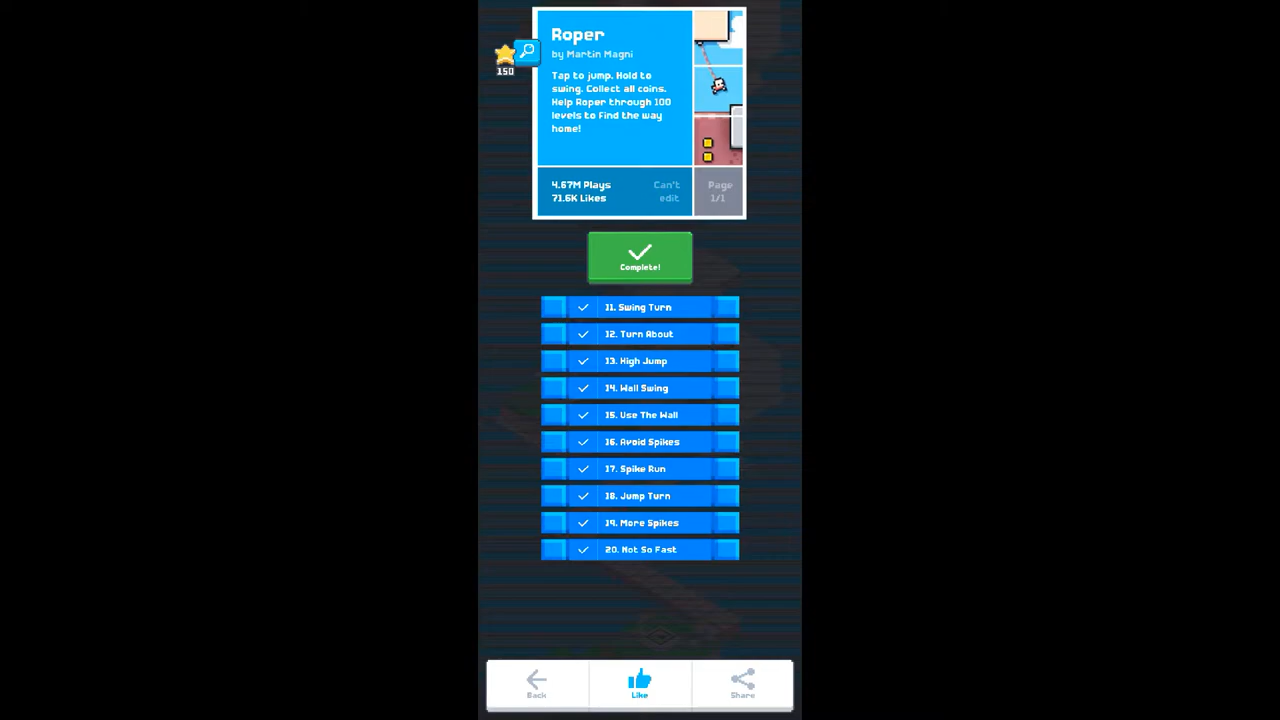 Roper
by Martin Magni
150
Tap to jump. Hold to
swing. Collect all coins.
Help Roper through 100
levels to find the way
home!
4.67M Plays
71.6K Likes
Can't
edit
Page
1/1
Complete!
11. Swing Turn
12. Turn About
13. High Jump
14. Wall Swing
15. Use The Wall
16. Avoid Spikes
17. Spike Run
18. Jump Turn
19. More Spikes
20. Not So Fast
Back
Like
Share